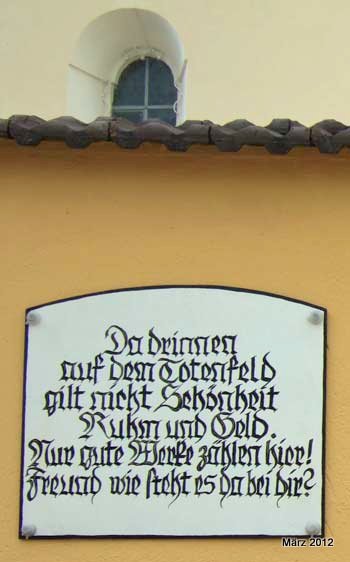 Da drinnen
auf dem Totenfeld
gilt nicht Schönheit
Ruhm und Geld.
Nur gute Werke zählen hier!
Freund wie steht es da bei dir?
März 2012